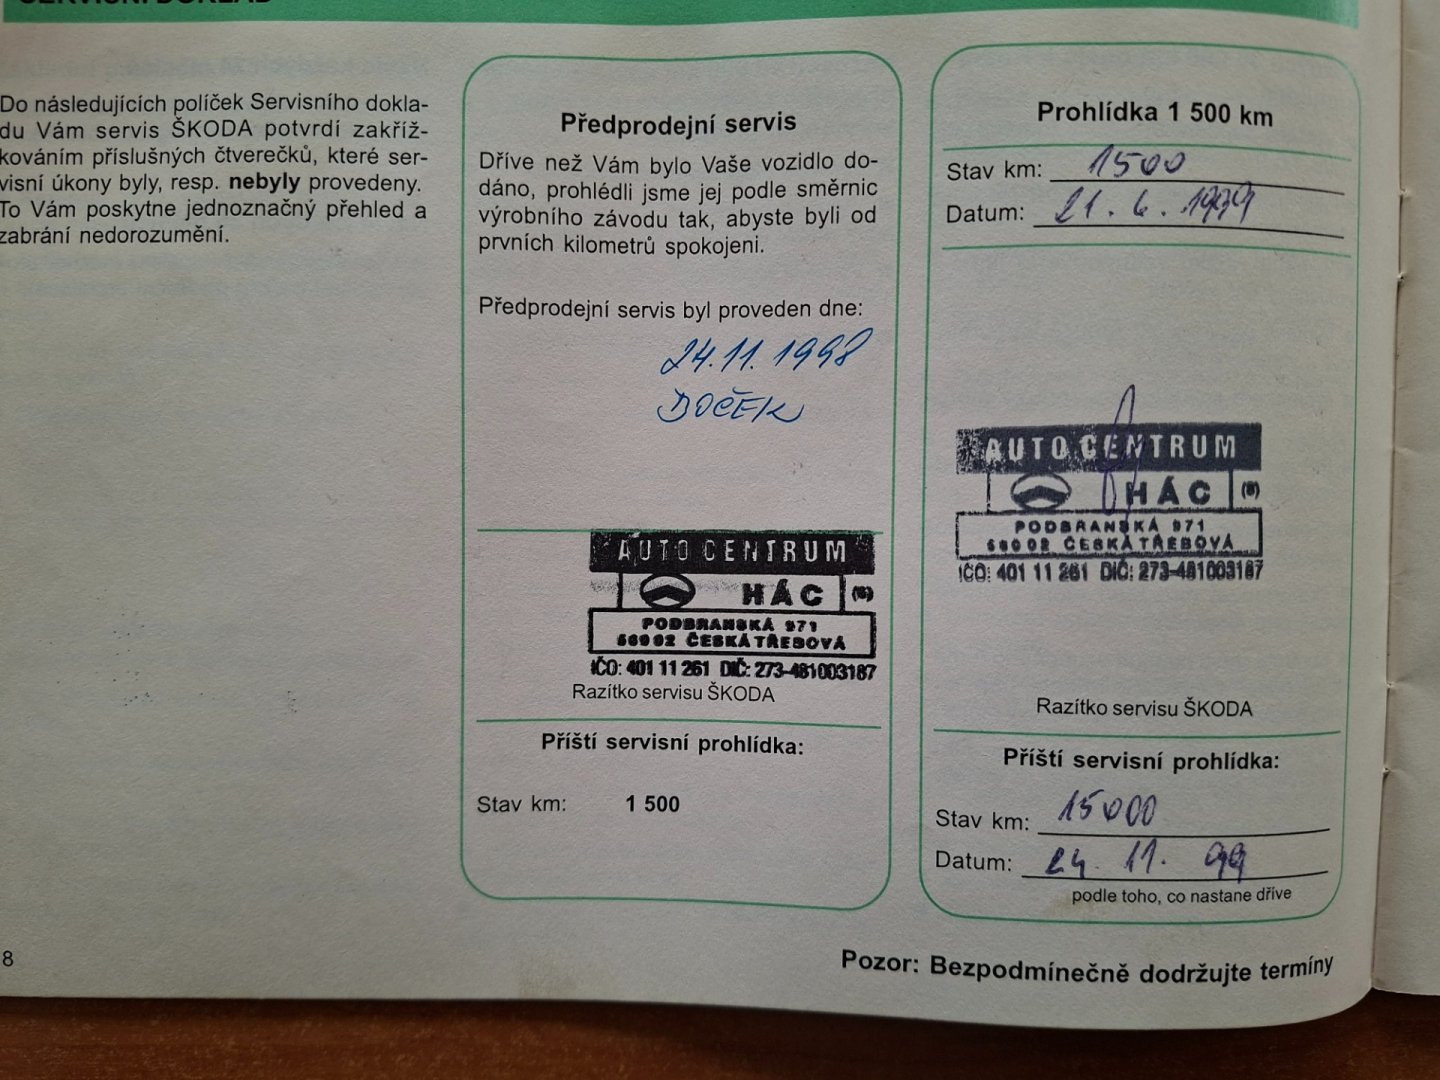 SERVISNÍ DOKLAD
Do následujících políček Servisního dokla-
du Vám servis ŠKODA potvrdí zakříž-
kováním příslušných čtverečků, které ser-
visní úkony byly, resp. nebyly provedeny.
To Vám poskytne jednoznačný přehled a
zabrání nedorozumění.
8
Předprodejní servis
Dříve než Vám bylo Vaše vozidlo do-
dáno, prohlédli jsme jej podle směrnic
výrobního závodu tak, abyste byli od
prvních kilometrů spokojeni.
Předprodejní servis byl proveden dne:
24.11.1998
DOČEK
AUTO CENTRUM
HÁC (S)
PODBRANSKÁ 971
56002 ČESKÁ TŘEBOVÁ
IČO: 401 11 261 DIČ: 273-481003187
Razítko servisu ŠKODA
Příští servisní prohlídka:
Stav km: 1 500
Prohlídka 1 500 km
Stav km: 1500
Datum: 21. 6. 1999
AUTO CENTRUM
HÁC (S)
PODBRANSKÁ 971
56002 ČESKÁ TŘEBOVÁ
IČO: 401 11 261 DIČ: 273-481003187
Razítko servisu ŠKODA
Příští servisní prohlídka:
Stav km: 15000
Datum: 24. 11. 99
podle toho, co nastane dříve
Pozor: Bezpodmínečně dodržujte termíny